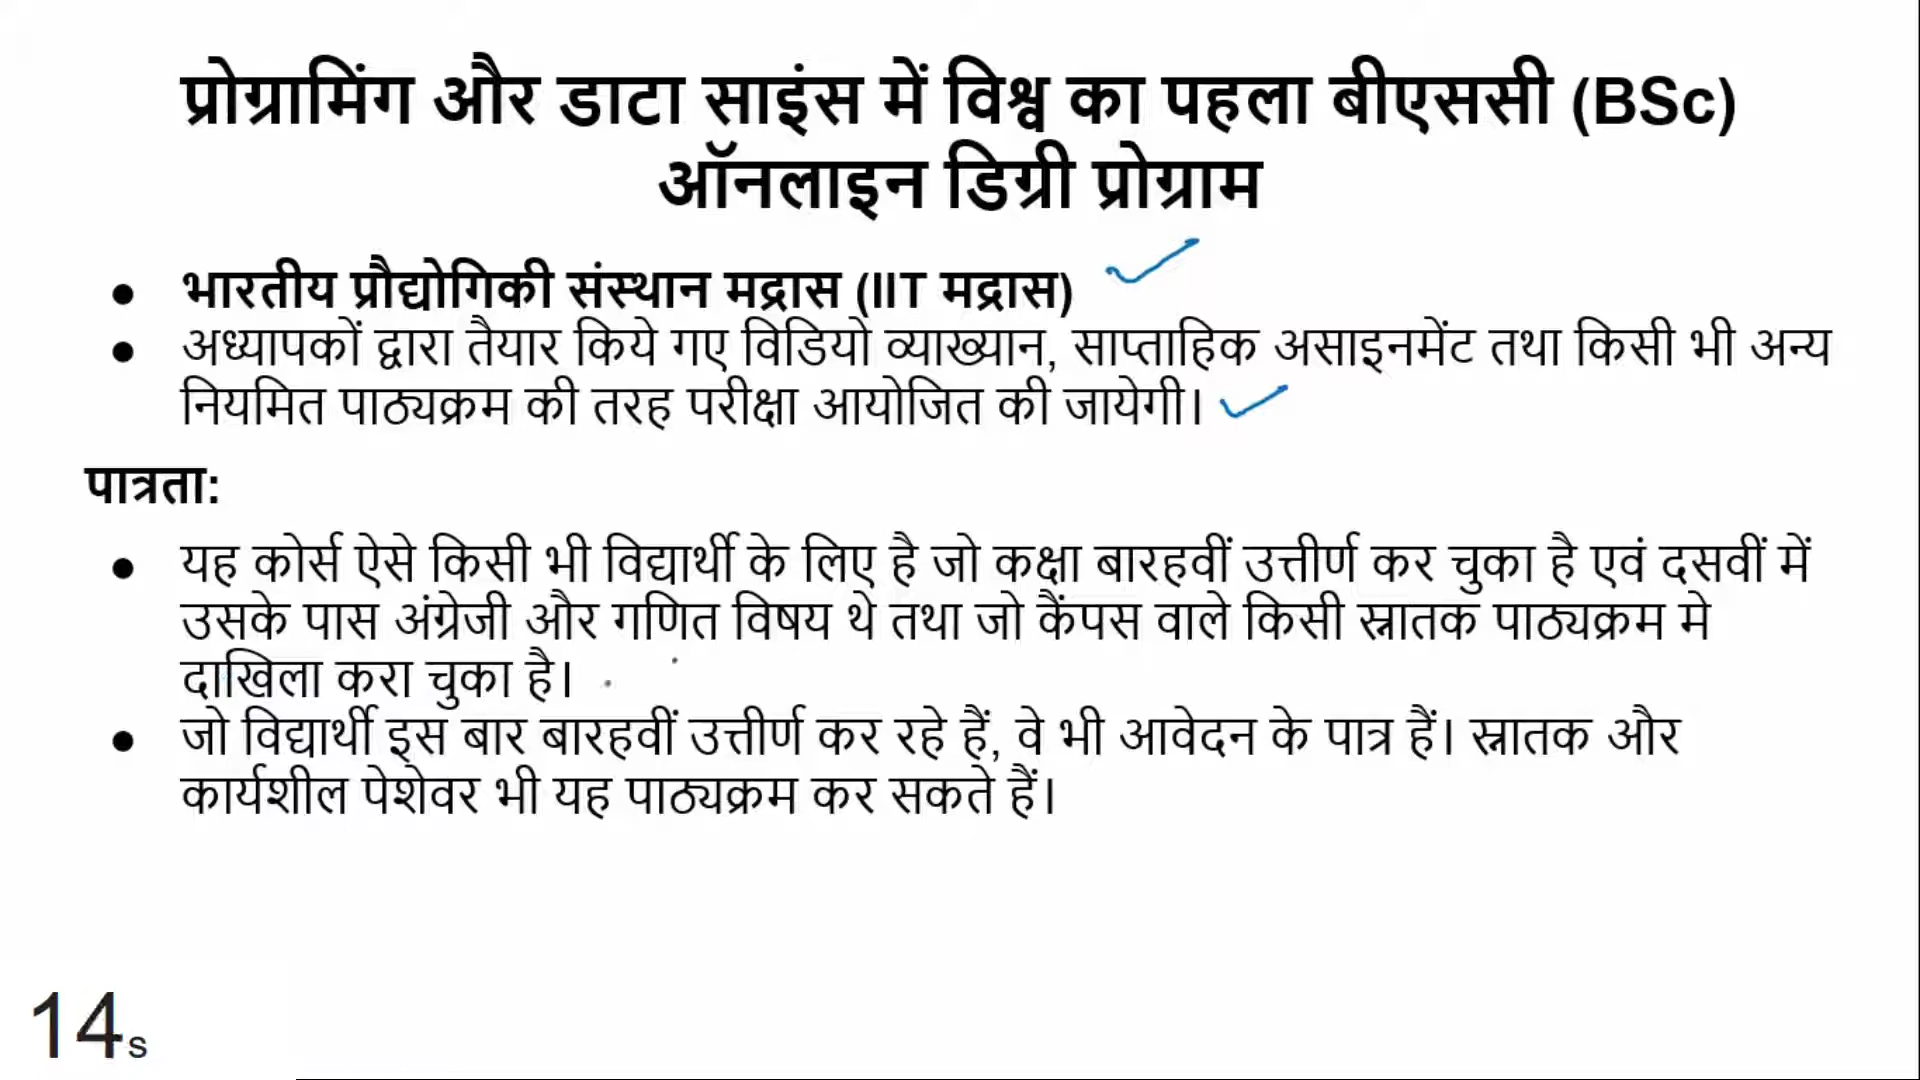 प्रोग्रामिंग और डाटा साइंस में विश्व का पहला बीएससी (BSc)
ऑनलाइन डिग्री प्रोग्राम
● भारतीय प्रौद्योगिकी संस्थान मद्रास (IIT मद्रास)
● अध्यापकों द्वारा तैयार किये गए विडियो व्याख्यान, साप्ताहिक असाइनमेंट तथा किसी भी अन्य
नियमित पाठ्यक्रम की तरह परीक्षा आयोजित की जायेगी।
पात्रता:
● यह कोर्स ऐसे किसी भी विद्यार्थी के लिए है जो कक्षा बारहवीं उत्तीर्ण कर चुका है एवं दसवीं में
उसके पास अंग्रेजी और गणित विषय थे तथा जो कैंपस वाले किसी स्नातक पाठ्यक्रम मे
दाखिला करा चुका है।
● जो विद्यार्थी इस बार बारहवीं उत्तीर्ण कर रहे हैं, वे भी आवेदन के पात्र हैं। स्नातक और
कार्यशील पेशेवर भी यह पाठ्यक्रम कर सकते हैं।
14s